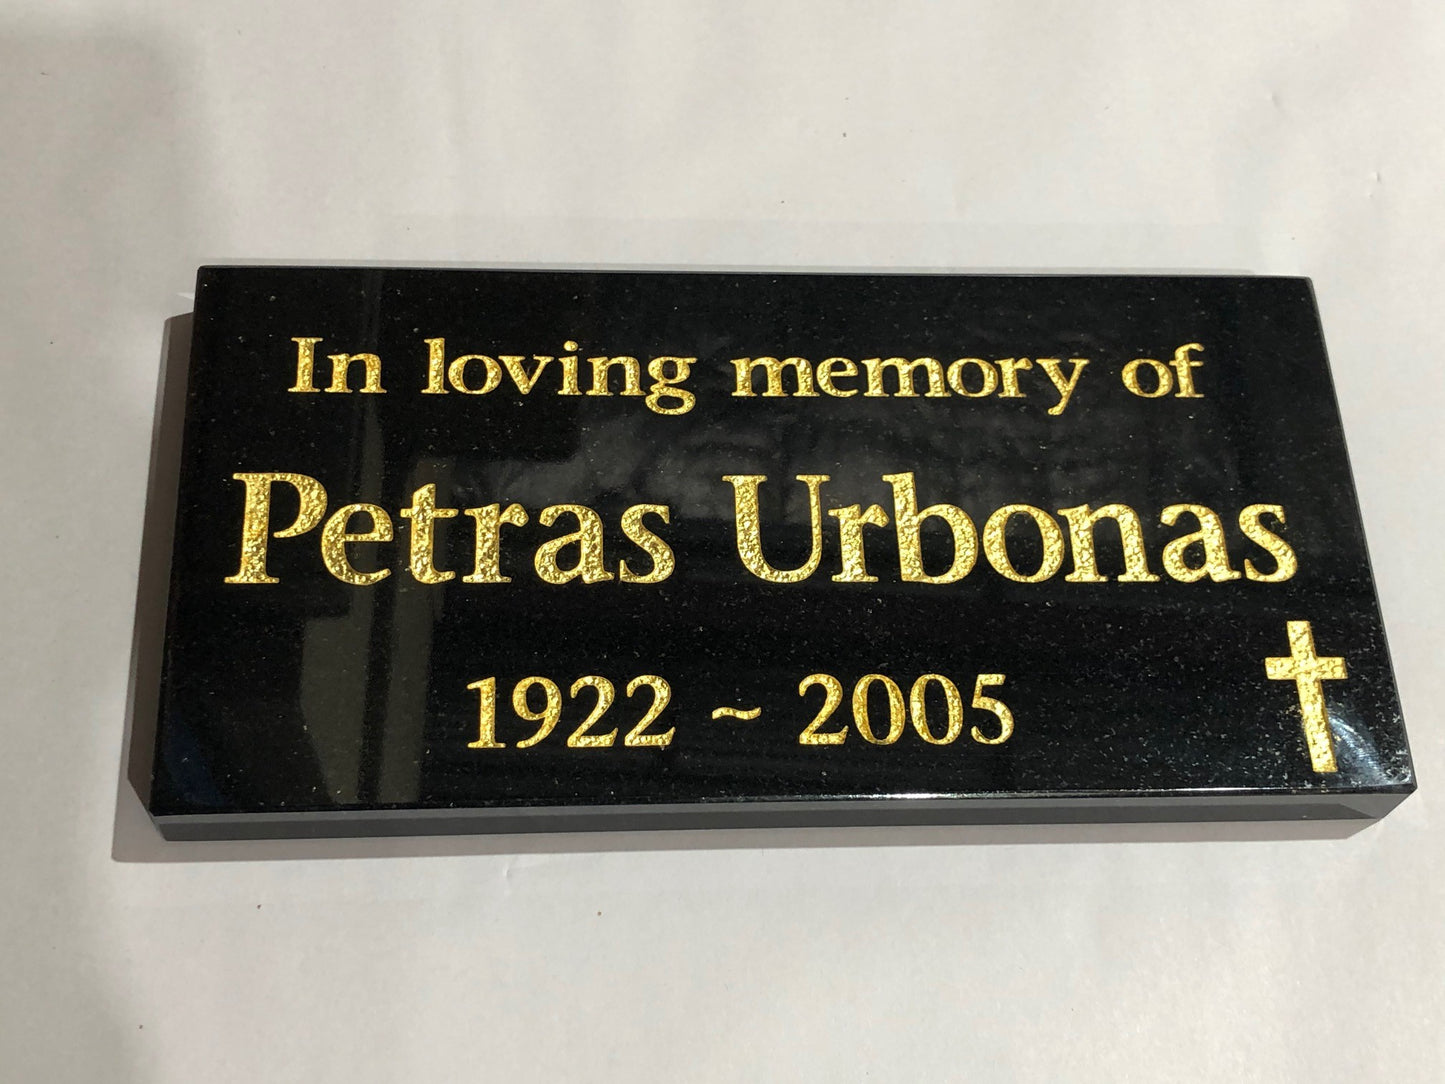 In loving memory of
Petras Urbonas
1922 ~ 2005